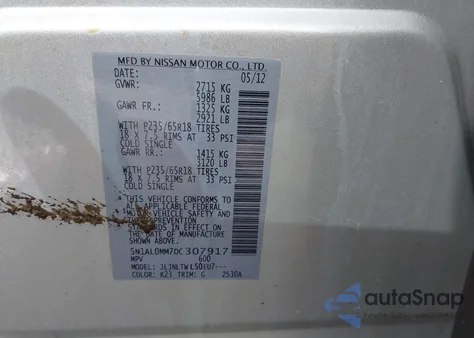 MFD BY NISSAN MOTOR CO., LTD.
DATE: 05/12
GVWR: 2715 KG
5986 LB
GAWR FR.: 1325 KG
2921 LB
WITH P235/65R18 TIRES
18 x 7.5 RIMS AT 33 PSI
COLD SINGLE
GAWR RR.: 1415 KG
3120 LB
WITH P235/65R18 TIRES
18 x 7.5 RIMS AT 33 PSI
COLD SINGLE
* THIS VEHICLE CONFORMS TO
ALL APPLICABLE FEDERAL
MOTOR VEHICLE SAFETY AND
THEFT PREVENTION
STANDARDS IN EFFECT ON
THE DATE OF MANUFACTURE
SHOWN ABOVE.
5N1AL0MM7DC307917
MPV 600
MODEL: JLJNLTWL50EU7---
COLOR: K23 TRIM: G 2530A
autoSnap